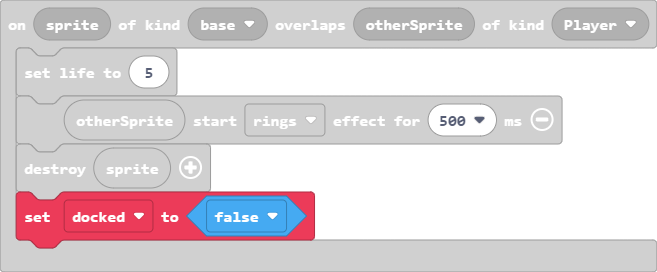 on sprite of kind base overlaps otherSprite of kind Player
set life to 5
otherSprite start rings effect for 500 ms
destroy sprite
set docked to false